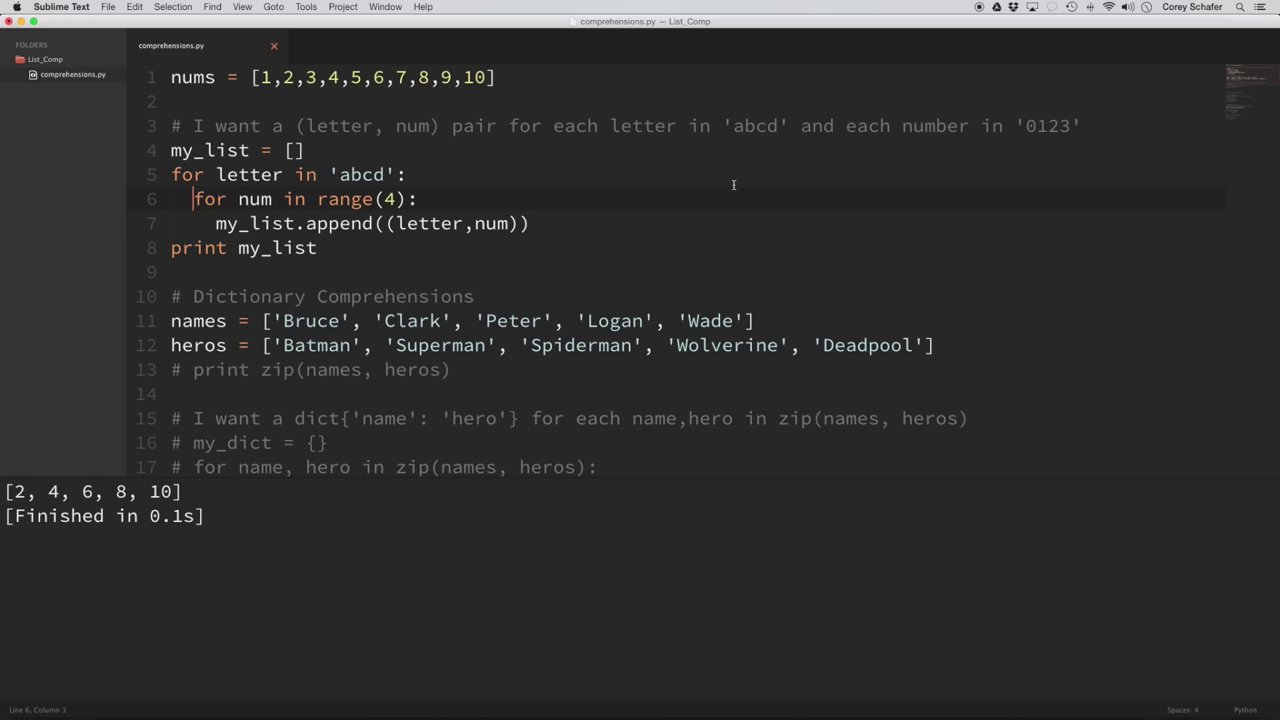 Sublime Text File Edit Selection Find View Goto Tools Project Window Help Corey Schafer
comprehensions.py — List_Comp
FOLDERS
List_Comp
comprehensions.py
comprehensions.py
1 nums = [1,2,3,4,5,6,7,8,9,10]
2
3 # I want a (letter, num) pair for each letter in 'abcd' and each number in '0123'
4 my_list = []
5 for letter in 'abcd':
6 for num in range(4):
7 my_list.append((letter,num))
8 print my_list
9
10 # Dictionary Comprehensions
11 names = ['Bruce', 'Clark', 'Peter', 'Logan', 'Wade']
12 heros = ['Batman', 'Superman', 'Spiderman', 'Wolverine', 'Deadpool']
13 # print zip(names, heros)
14
15 # I want a dict{'name': 'hero'} for each name,hero in zip(names, heros)
16 # my_dict = {}
17 # for name, hero in zip(names, heros):
[2, 4, 6, 8, 10]
[Finished in 0.1s]
Line 6, Column 3 Spaces: 4 Python